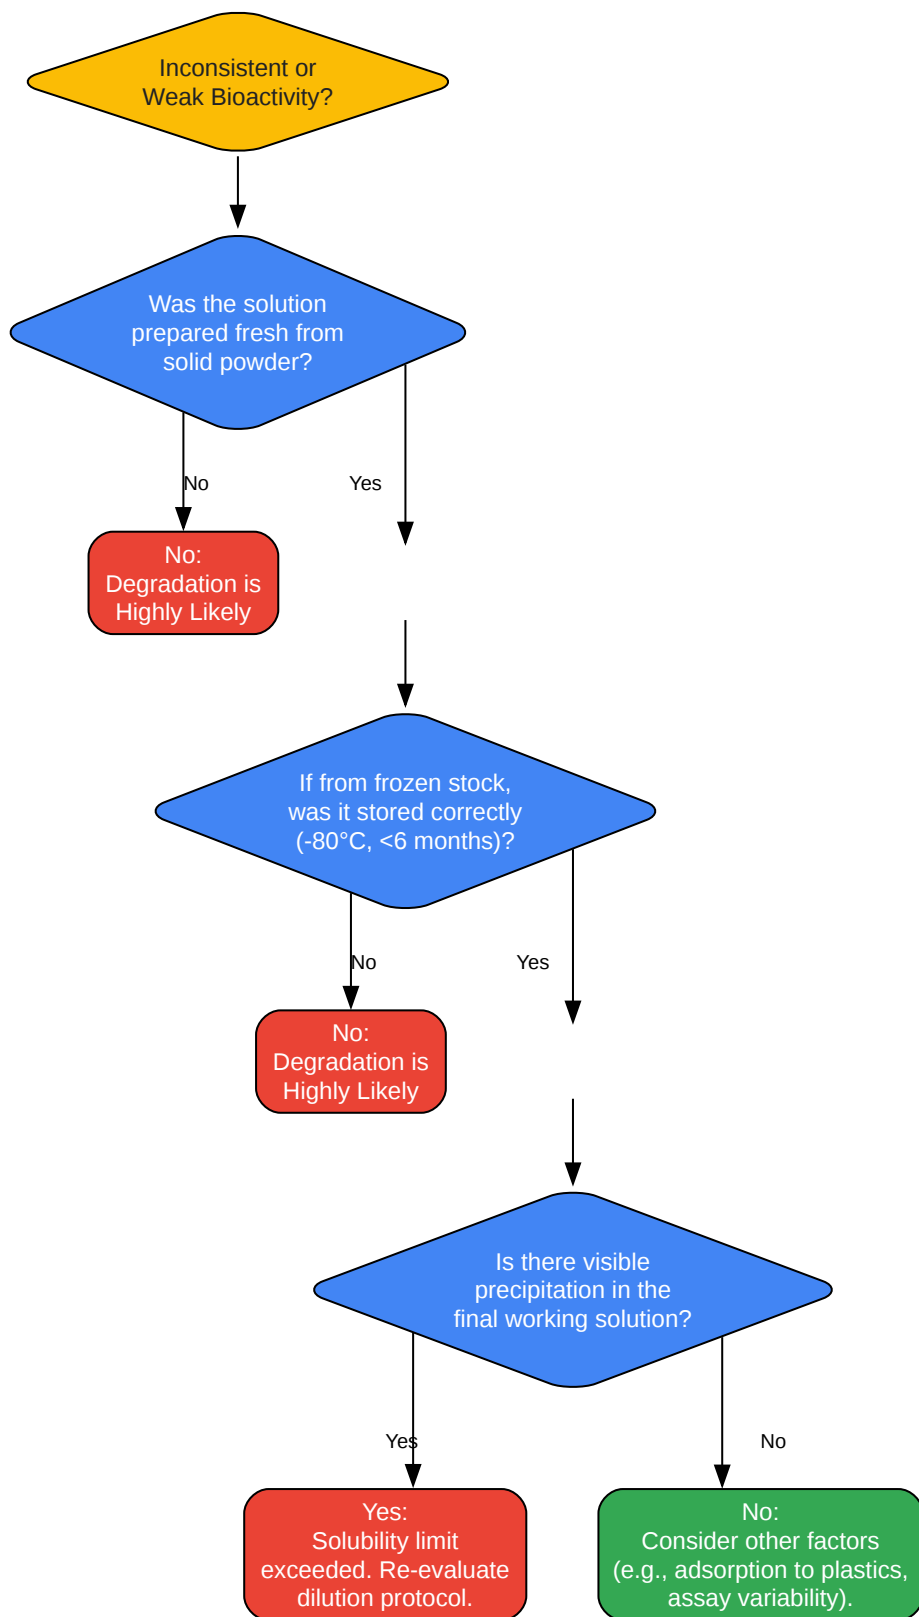 Inconsistent or
Weak Bioactivity?
Was the solution
prepared fresh from
solid powder?
No
Yes
No:
Degradation is
Highly Likely
If from frozen stock,
was it stored correctly
(-80°C, <6 months)?
No
Yes
No:
Degradation is
Highly Likely
Is there visible
precipitation in the
final working solution?
Yes
No
Yes:
Solubility limit
exceeded. Re-evaluate
dilution protocol.
No:
Consider other factors
(e.g., adsorption to plastics,
assay variability).